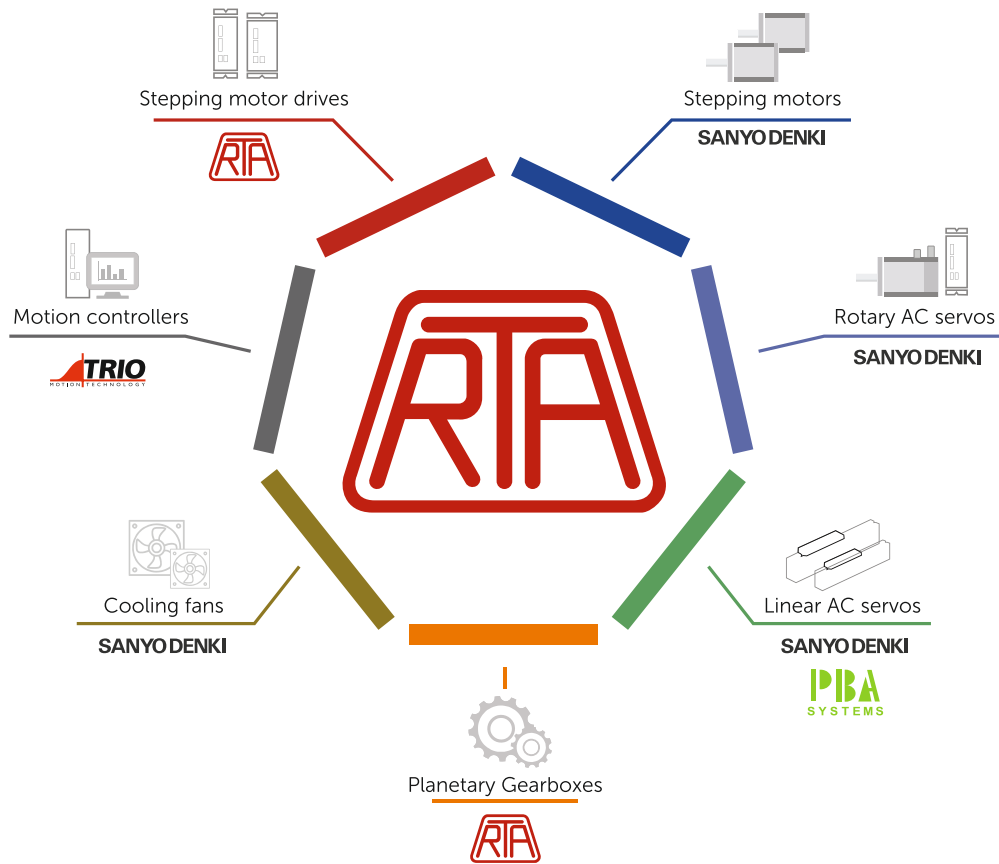 Stepping motor drives
RTA
Stepping motors
SANYO DENKI
Motion controllers
TRIO
MOTION TECHNOLOGY
RTA
Rotary AC servos
SANYO DENKI
Cooling fans
SANYO DENKI
Linear AC servos
SANYO DENKI
PBA
SYSTEMS
Planetary Gearboxes
RTA